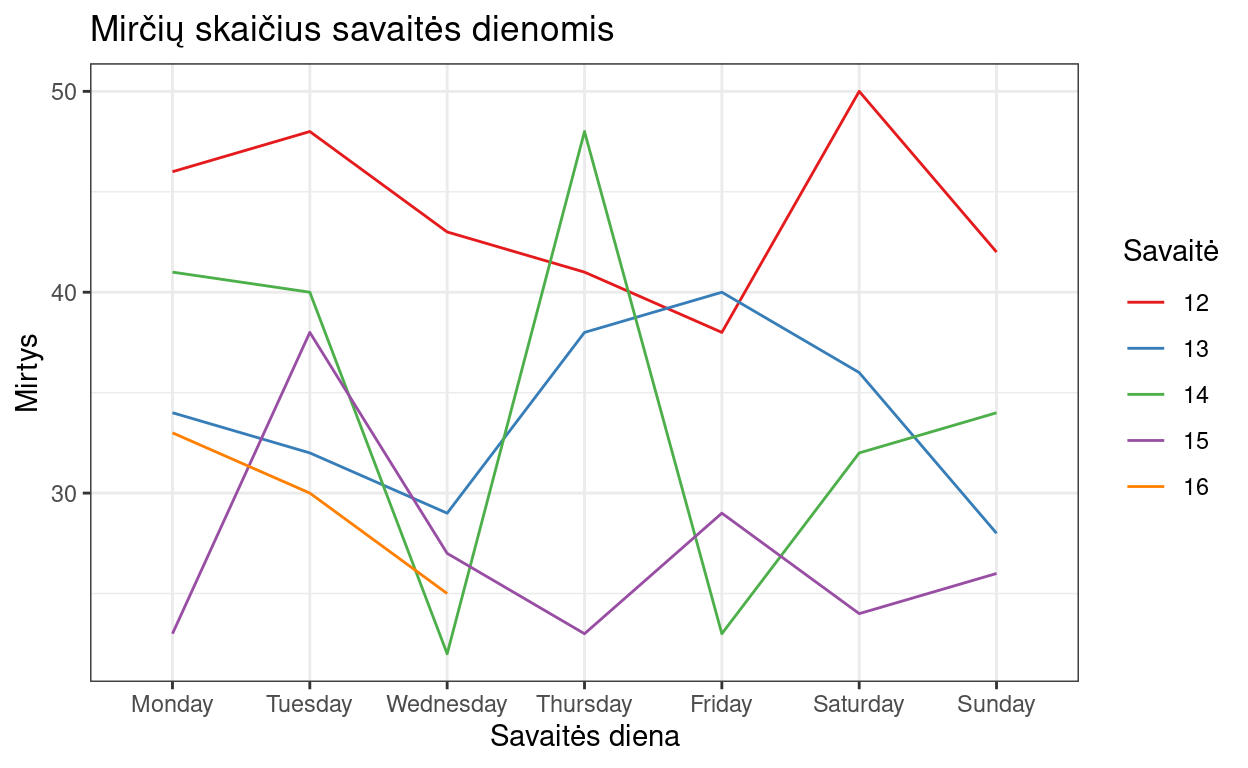 Mirčių skaičius savaitės dienomis
50
40
30
Mirtys
Monday Tuesday Wednesday Thursday Friday Saturday Sunday
Savaitės diena
Savaitė
12
13
14
15
16